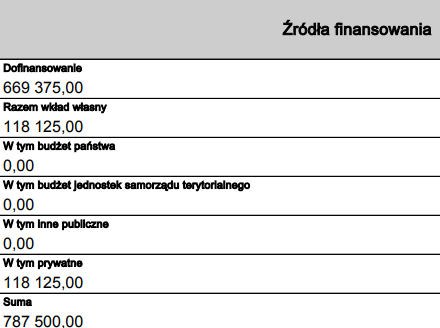 Źródła finansowania
Dofinansowanie
669 375,00
Razem wkład własny
118 125,00
W tym budżet państwa
0,00
W tym budżet jednostek samorządu terytorialnego
0,00
W tym inne publiczne
0,00
W tym prywatne
118 125,00
Suma
787 500,00